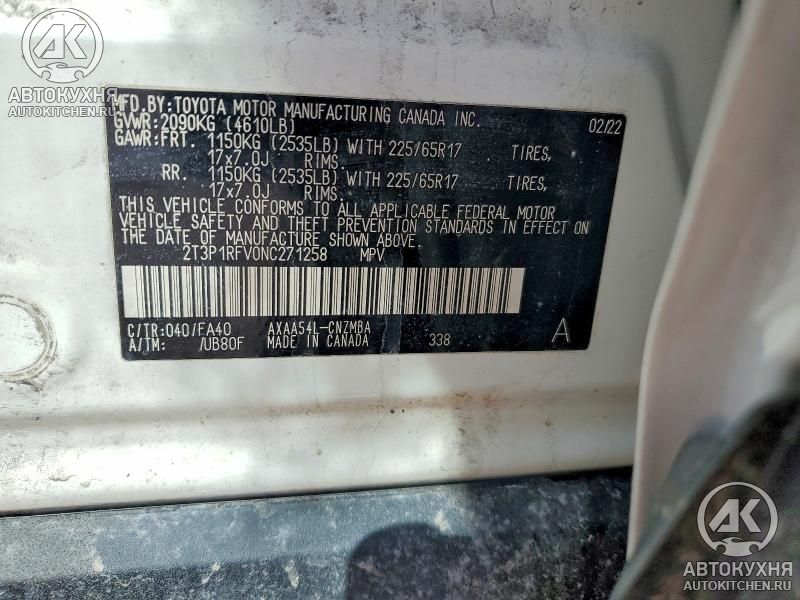 AK
АВТОКУХНЯ
AUTOKITCHEN.RU
MFD.BY:TOYOTA MOTOR MANUFACTURING CANADA INC.
GVWR:2090KG (4610LB) 02/22
GAWR:FRT. 1150KG (2535LB) WITH 225/65R17 TIRES,
17x7.0J RIMS.
RR. 1150KG (2535LB) WITH 225/65R17 TIRES,
17x7.0J RIMS.
THIS VEHICLE CONFORMS TO ALL APPLICABLE FEDERAL MOTOR
VEHICLE SAFETY AND THEFT PREVENTION STANDARDS IN EFFECT ON
THE DATE OF MANUFACTURE SHOWN ABOVE.
2T3P1RFV0NC271258 MPV
C/TR:040/FA40 AXAA54L-CNZMBA
A/TM: /UB80F MADE IN CANADA 338 A
AK
АВТОКУХНЯ
AUTOKITCHEN.RU